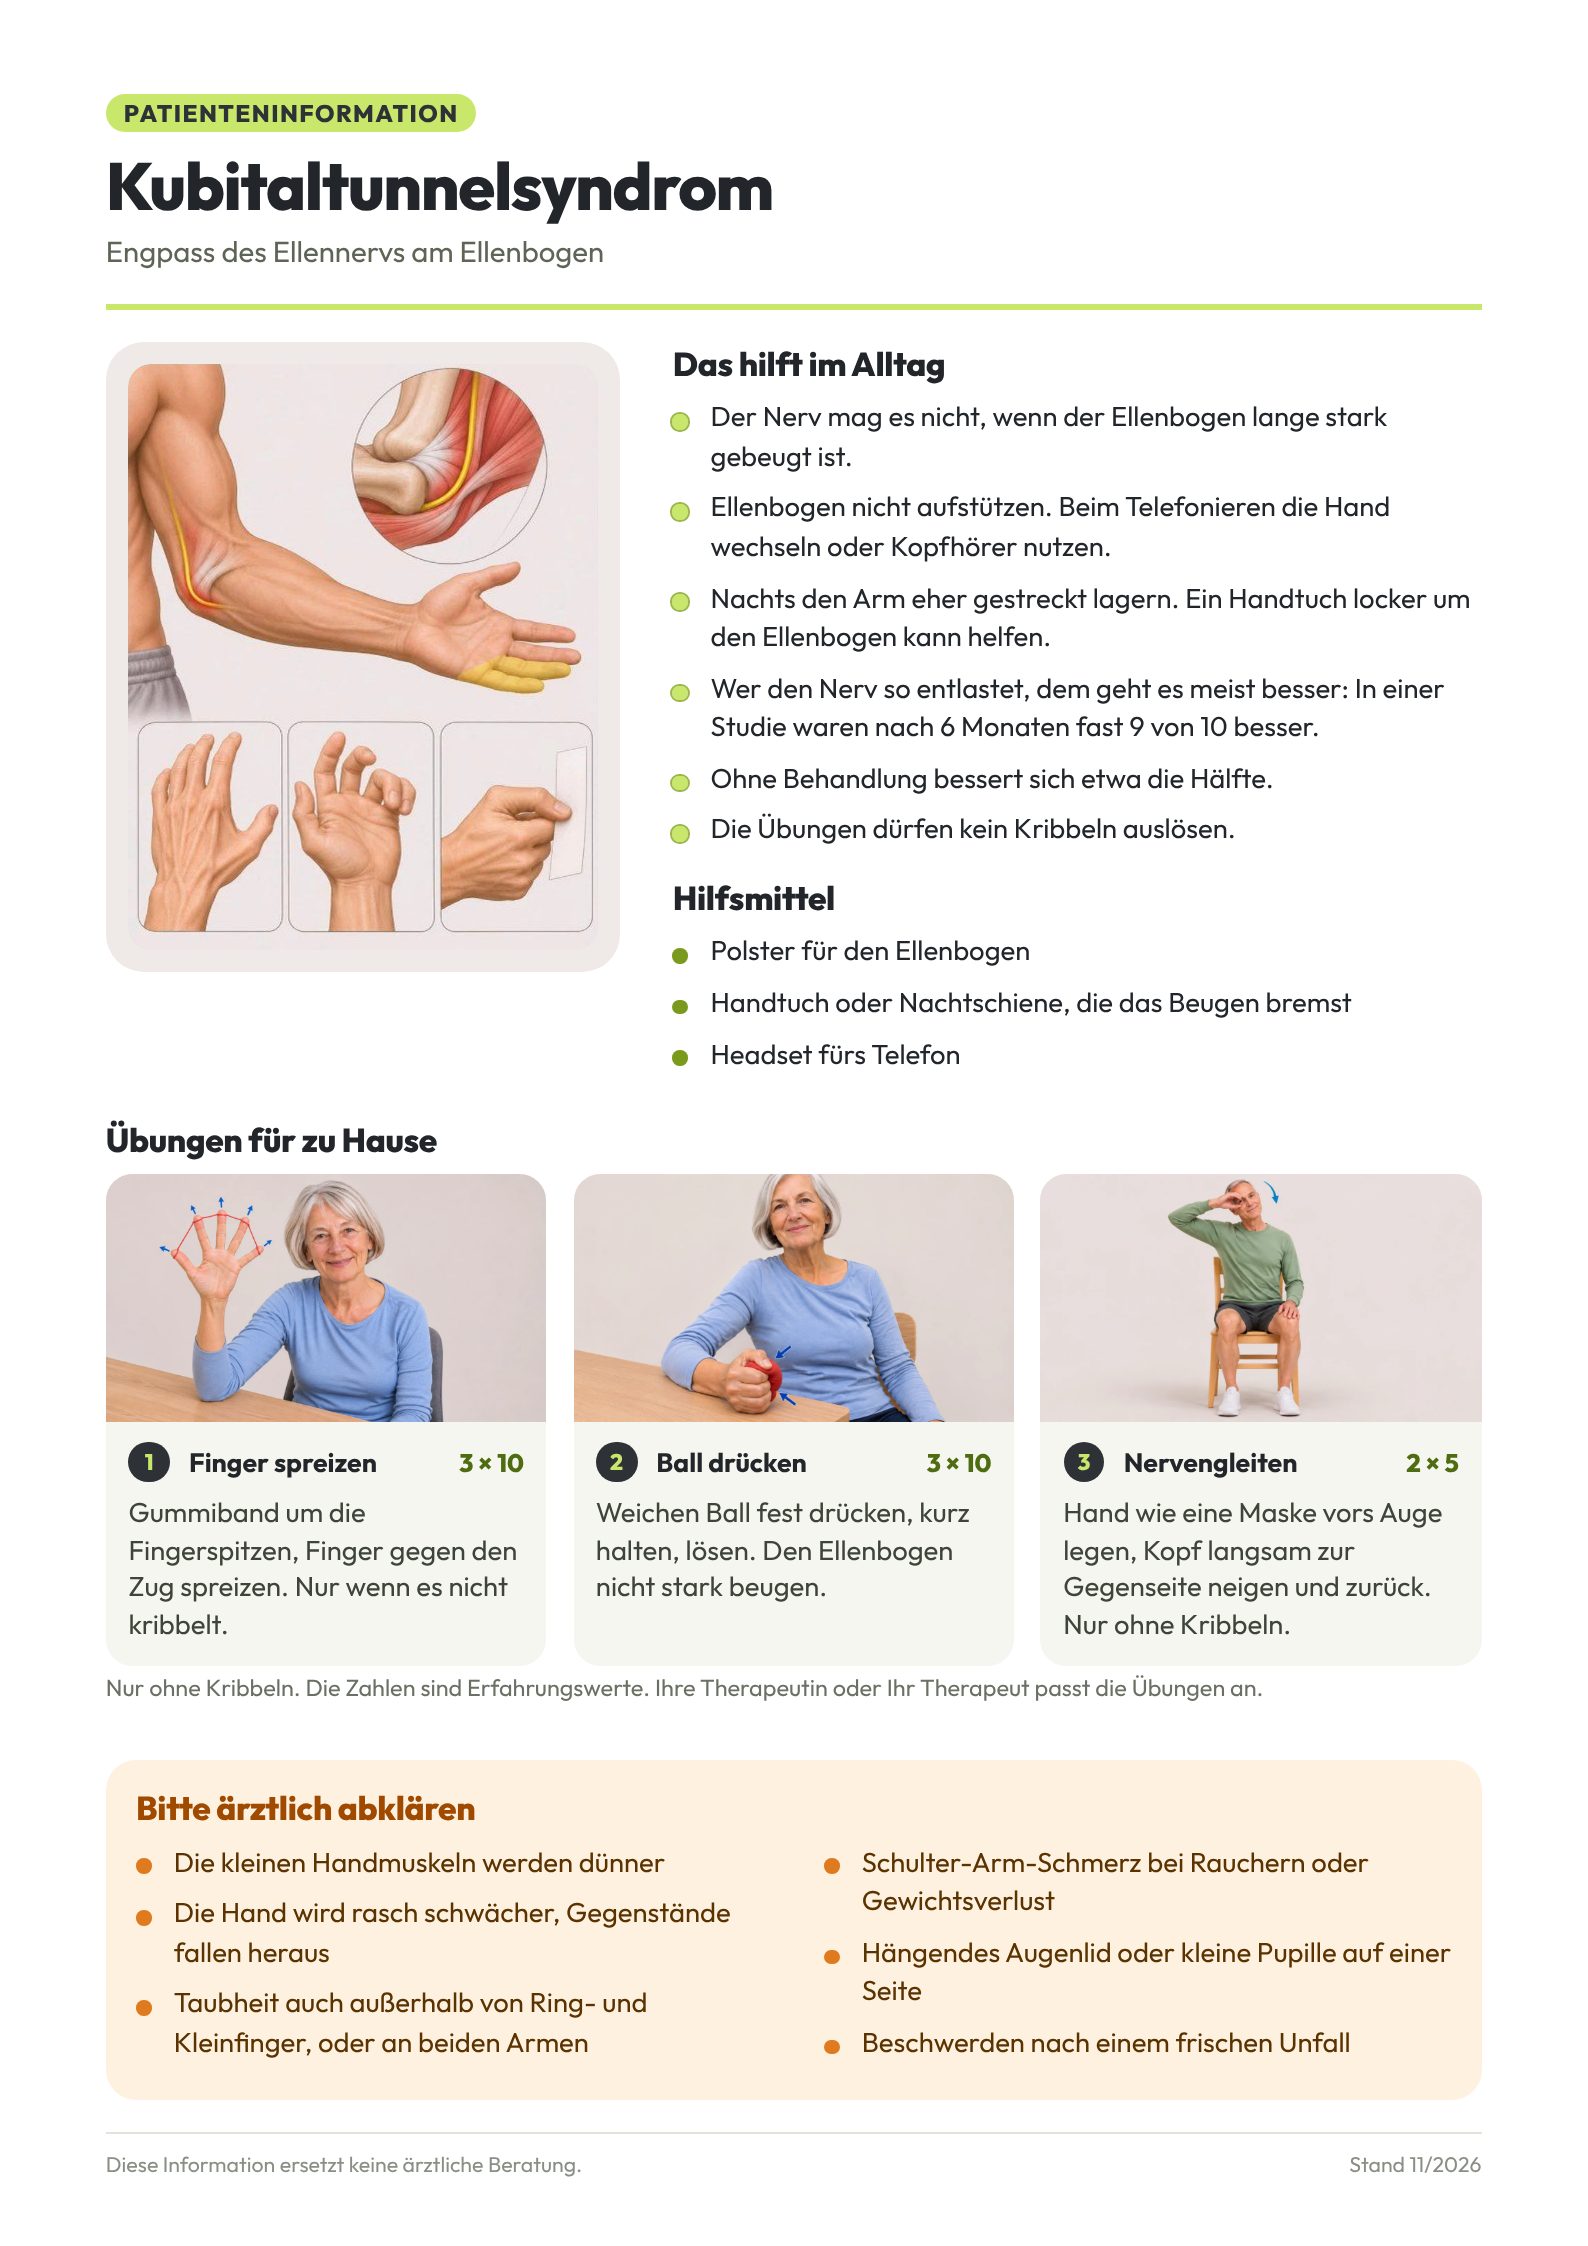 PATIENTENINFORMATION
Kubitaltunnelsyndrom
Engpass des Ellennervs am Ellenbogen
Das hilft im Alltag
Der Nerv mag es nicht, wenn der Ellenbogen lange stark
gebeugt ist.
Ellenbogen nicht aufstützen. Beim Telefonieren die Hand
wechseln oder Kopfhörer nutzen.
Nachts den Arm eher gestreckt lagern. Ein Handtuch locker um
den Ellenbogen kann helfen.
Wer den Nerv so entlastet, dem geht es meist besser: In einer
Studie waren nach 6 Monaten fast 9 von 10 besser.
Ohne Behandlung bessert sich etwa die Hälfte.
Die Übungen dürfen kein Kribbeln auslösen.
Hilfsmittel
Polster für den Ellenbogen
Handtuch oder Nachtschiene, die das Beugen bremst
Headset fürs Telefon
Übungen für zu Hause
1 Finger spreizen 3 × 10
Gummiband um die
Fingerspitzen, Finger gegen den
Zug spreizen. Nur wenn es nicht
kribbelt.
2 Ball drücken 3 × 10
Weichen Ball fest drücken, kurz
halten, lösen. Den Ellenbogen
nicht stark beugen.
3 Nervengleiten 2 × 5
Hand wie eine Maske vors Auge
legen, Kopf langsam zur
Gegenseite neigen und zurück.
Nur ohne Kribbeln.
Nur ohne Kribbeln. Die Zahlen sind Erfahrungswerte. Ihre Therapeutin oder Ihr Therapeut passt die Übungen an.
Bitte ärztlich abklären
Die kleinen Handmuskeln werden dünner
Die Hand wird rasch schwächer, Gegenstände
fallen heraus
Taubheit auch außerhalb von Ring- und
Kleinfinger, oder an beiden Armen
Schulter-Arm-Schmerz bei Rauchern oder
Gewichtsverlust
Hängendes Augenlid oder kleine Pupille auf einer
Seite
Beschwerden nach einem frischen Unfall
Diese Information ersetzt keine ärztliche Beratung.
Stand 11/2026